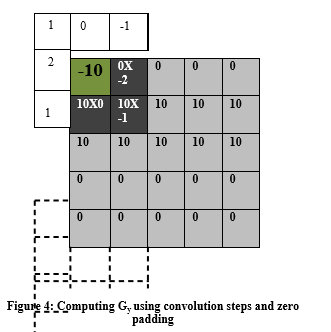 1 0 -1
2 -10 0X -2 0 0 0
1 10X0 10X -1 10 10 10
10 10 10 10 10
0 0 0 0 0
0 0 0 0 0
Figure 4: Computing Gy using convolution steps and zero
padding